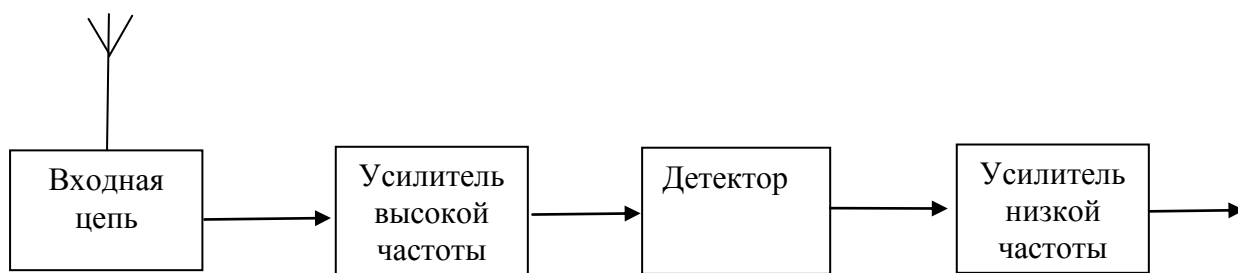 Входная
цепь
Усилитель
высокой
частоты
Детектор
Усилитель
низкой
частоты